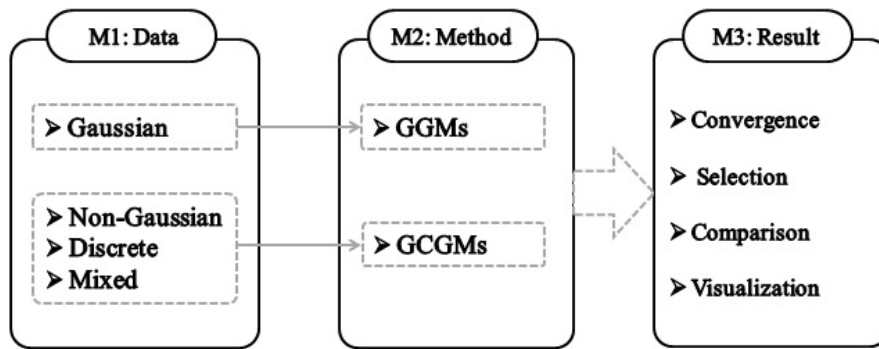 M1: Data
➤ Gaussian
➤ Non-Gaussian
➤ Discrete
➤ Mixed
M2: Method
➤ GGMs
➤ GCGMs
M3: Result
➤ Convergence
➤ Selection
➤ Comparison
➤ Visualization